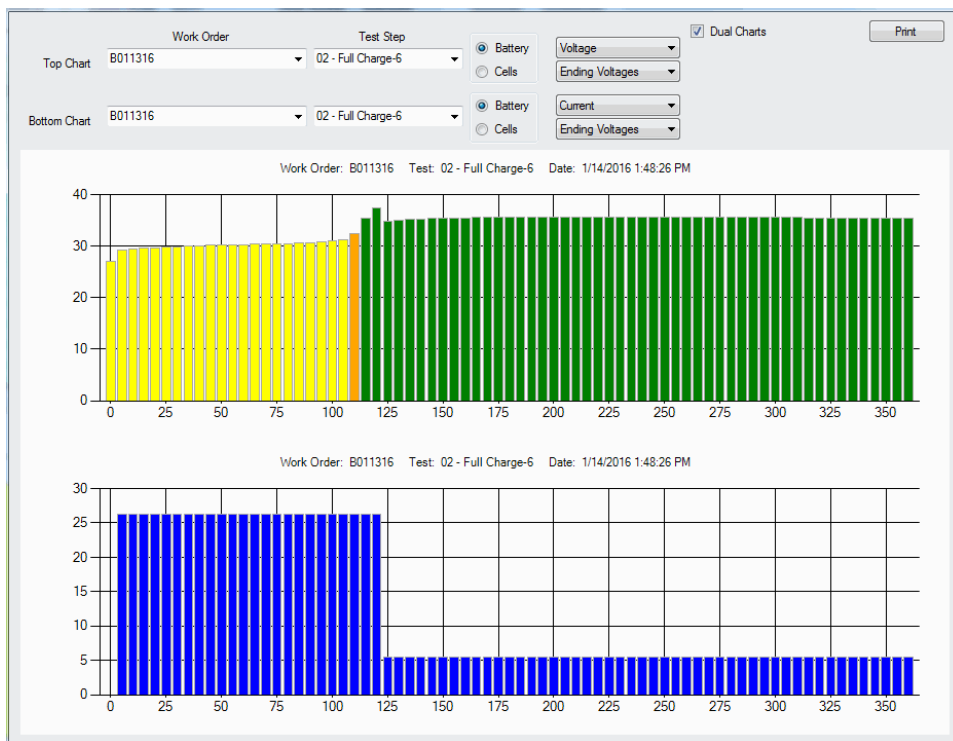 Work Order Test Step
Dual Charts Print
Top Chart B011316 02 - Full Charge-6 Battery Voltage
Cells Ending Voltages
Bottom Chart B011316 02 - Full Charge-6 Battery Current
Cells Ending Voltages
Work Order: B011316 Test: 02 - Full Charge-6 Date: 1/14/2016 1:48:26 PM
40
30
20
10
0
0 25 50 75 100 125 150 175 200 225 250 275 300 325 350
Work Order: B011316 Test: 02 - Full Charge-6 Date: 1/14/2016 1:48:26 PM
30
25
20
15
10
5
0
0 25 50 75 100 125 150 175 200 225 250 275 300 325 350